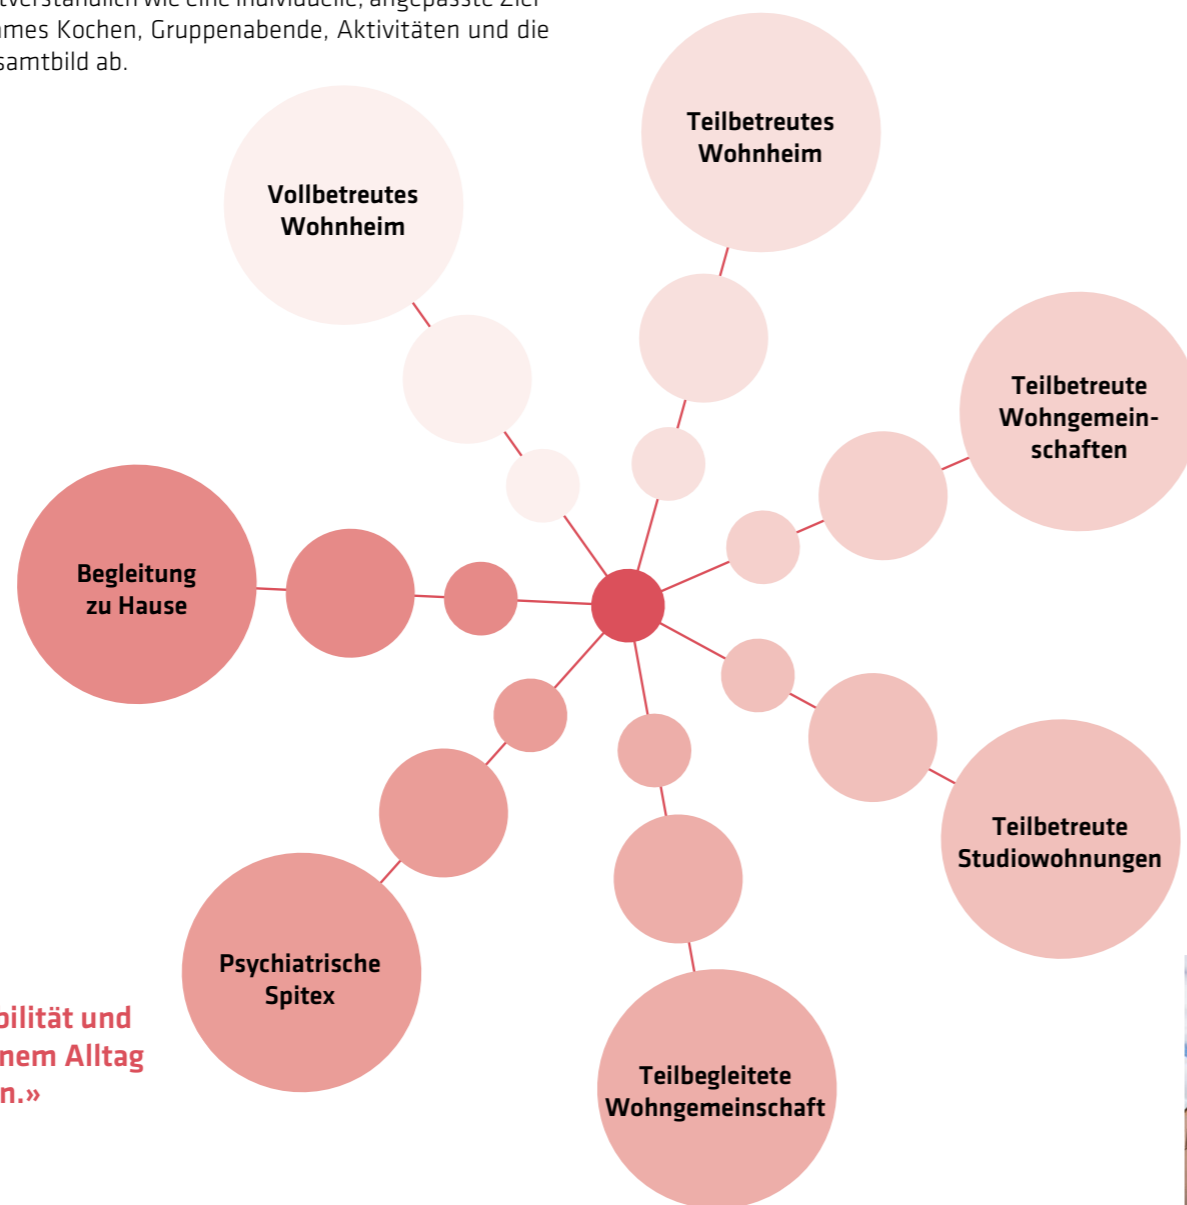 mes Kochen, Gruppenabende, Aktivitäten und die
samtbild ab.
Teilbetreutes
Wohnheim
Vollbetreutes
Wohnheim
Teilbetreute
Wohngemein-
schaften
Begleitung
zu Hause
Teilbetreute
Studiowohnungen
Psychiatrische
Spitex
bilität und
nem Alltag
n.»
Teilbegleitete
Wohngemeinschaft